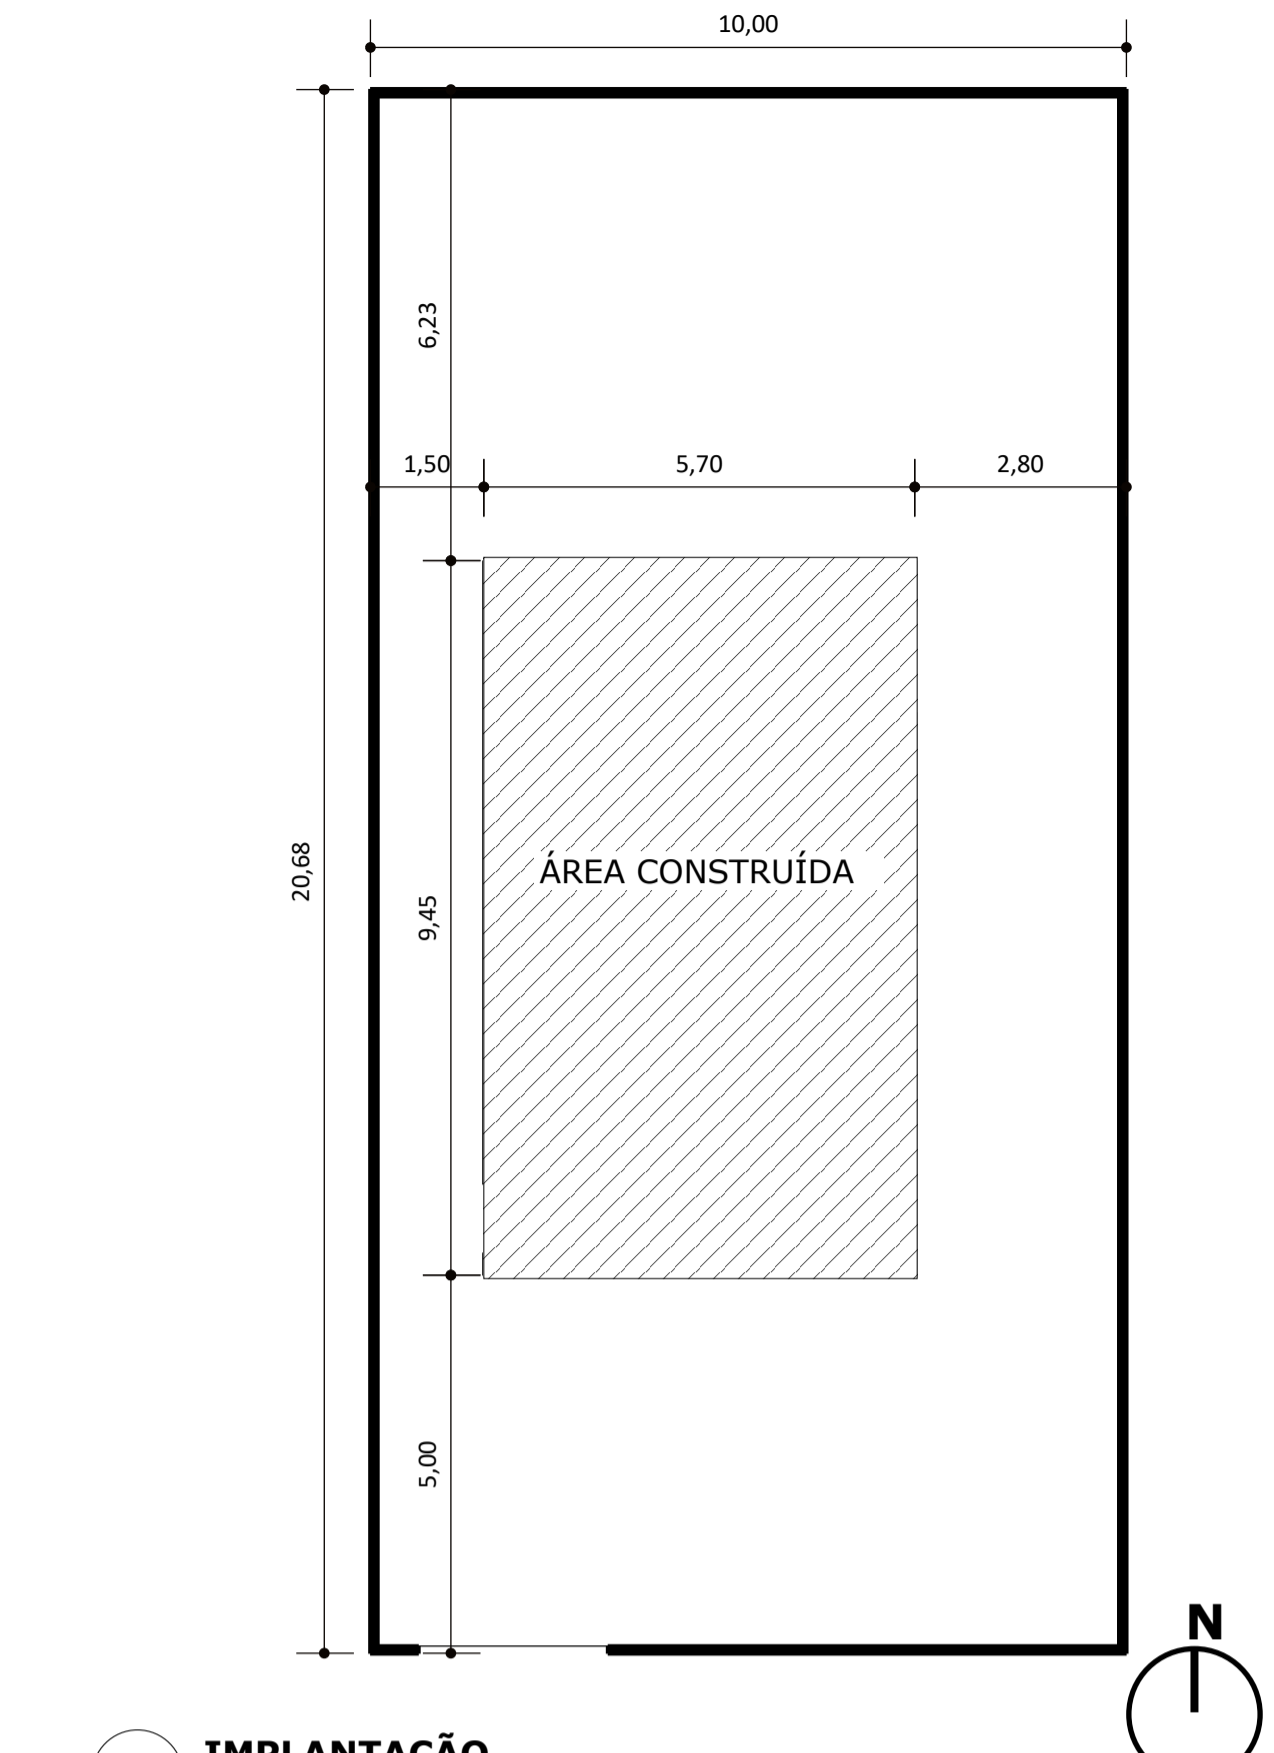 10,00
6,23
1,50 5,70 2,80
20,68
ÁREA CONSTRUÍDA
9,45
5,00
N
IMPLANTAÇÃO